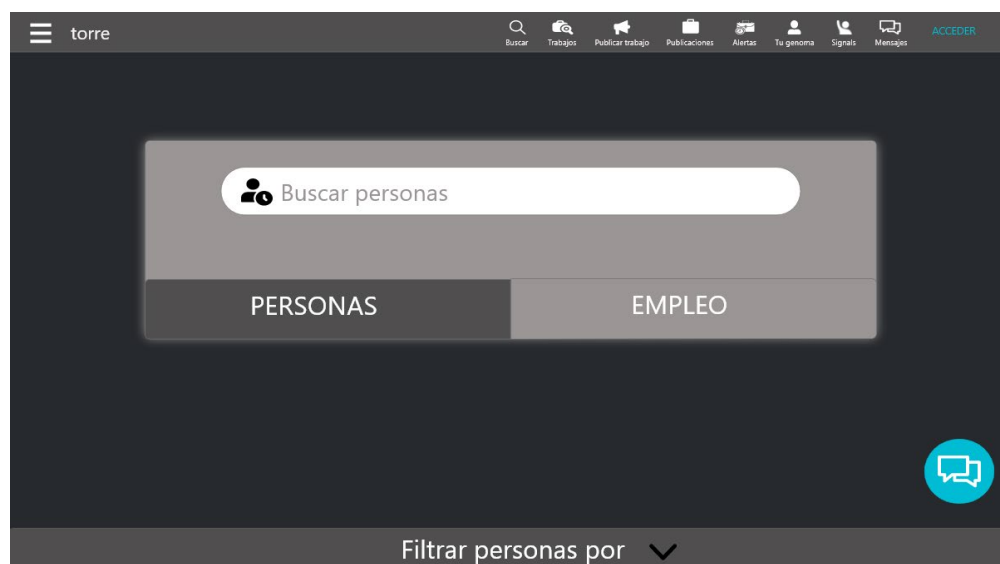 torre
Buscar
Trabajos
Publicar trabajo
Publicaciones
Alertas
Tu genoma
Signals
Mensajes
ACCEDER
Buscar personas
PERSONAS
EMPLEO
Filtrar personas por